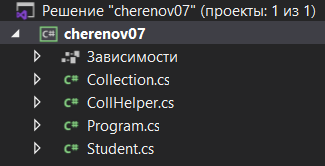 Решение "cherenov07" (проекты: 1 из 1)
C# cherenov07
Зависимости
C# Collection.cs
C# CollHelper.cs
C# Program.cs
C# Student.cs